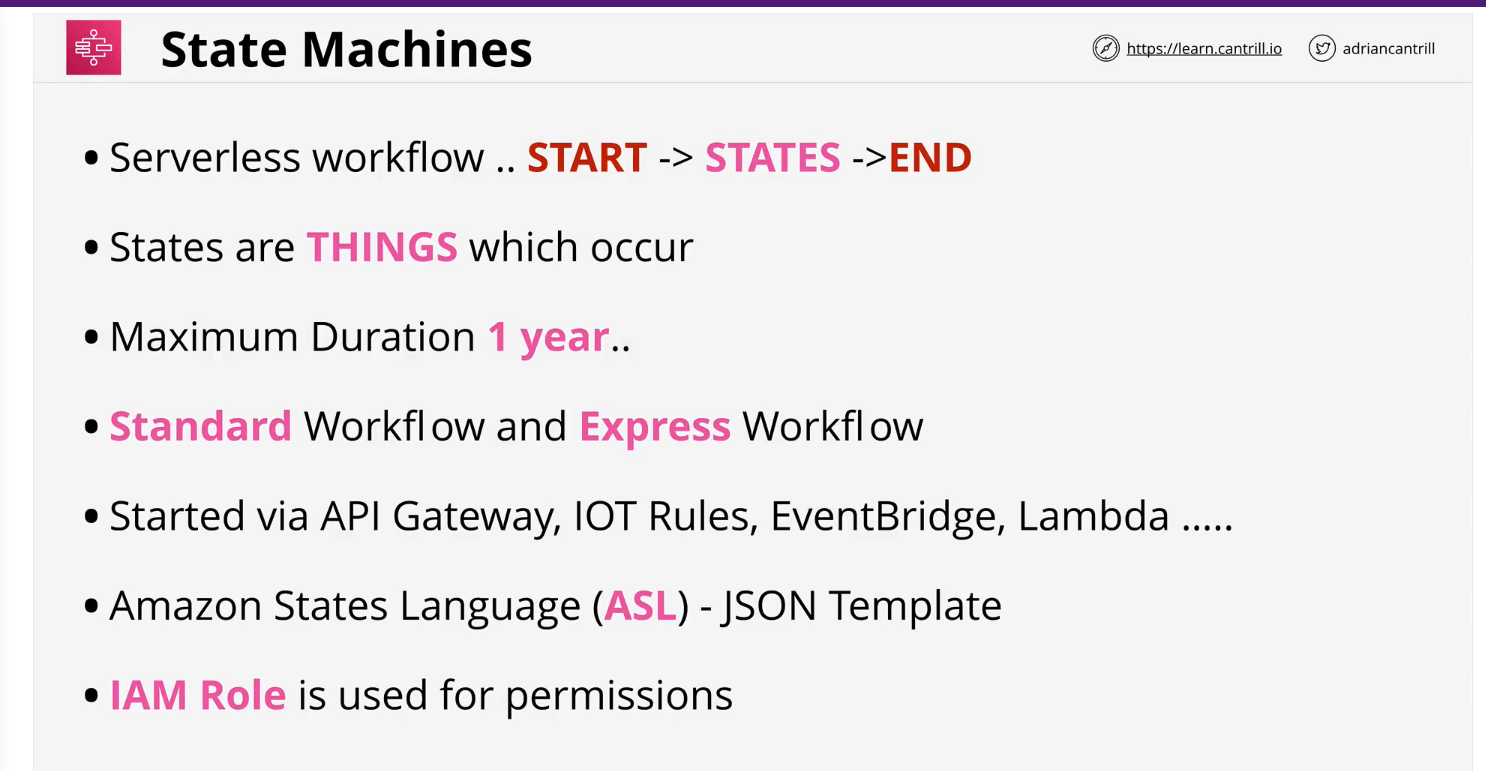 State Machines
https://learn.cantrill.io
adriancantrill
• Serverless workflow .. START -> STATES ->END
• States are THINGS which occur
• Maximum Duration 1 year..
• Standard Workflow and Express Workflow
• Started via API Gateway, IOT Rules, EventBridge, Lambda .....
• Amazon States Language (ASL) - JSON Template
• IAM Role is used for permissions